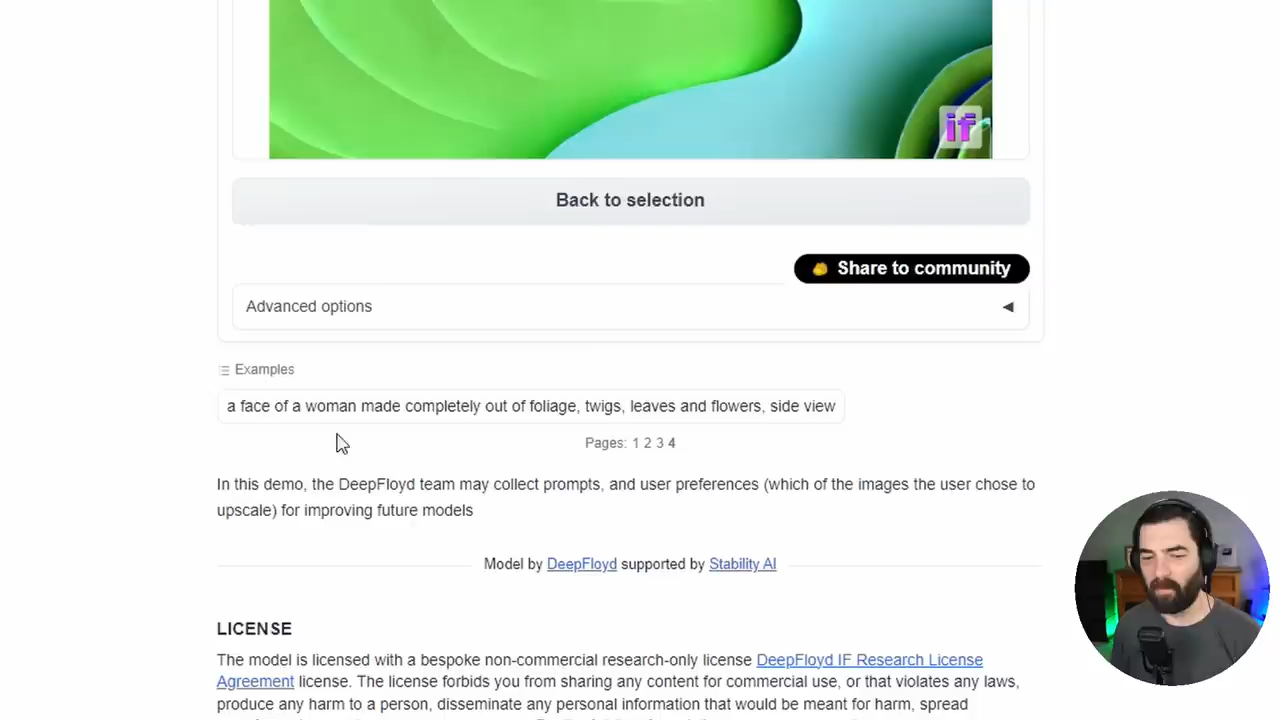 if
Back to selection
Share to community
Advanced options
Examples
a face of a woman made completely out of foliage, twigs, leaves and flowers, side view
Pages: 1 2 3 4
In this demo, the DeepFloyd team may collect prompts, and user preferences (which of the images the user chose to
upscale) for improving future models
Model by DeepFloyd supported by Stability AI
LICENSE
The model is licensed with a bespoke non-commercial research-only license DeepFloyd IF Research License
Agreement license. The license forbids you from sharing any content for commercial use, or that violates any laws,
produce any harm to a person, disseminate any personal information that would be meant for harm, spread